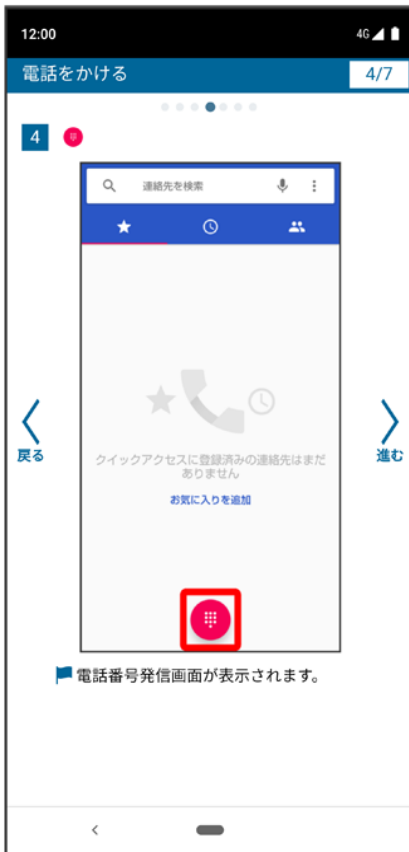 12:00
4G
電話をかける
4/7
4
連絡先を検索
クイックアクセスに登録済みの連絡先はまだ
ありません
お気に入りを追加
戻る
進む
電話番号発信画面が表示されます。